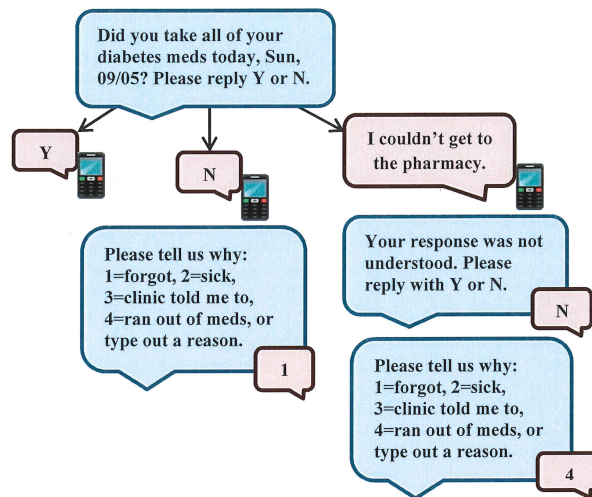 Did you take all of your
diabetes meds today, Sun,
09/05? Please reply Y or N.
Y
N
I couldn't get to
the pharmacy.
Please tell us why:
1=forgot, 2=sick,
3=clinic told me to,
4=ran out of meds, or
type out a reason.
1
Your response was not
understood. Please
reply with Y or N.
N
Please tell us why:
1=forgot, 2=sick,
3=clinic told me to,
4=ran out of meds, or
type out a reason.
4